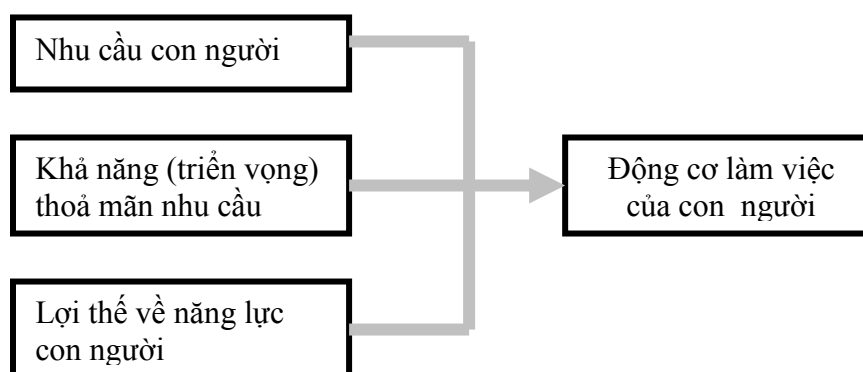 Nhu cầu con người
Khả năng (triển vọng)
thoả mãn nhu cầu
Động cơ làm việc
của con người
Lợi thế về năng lực
con người